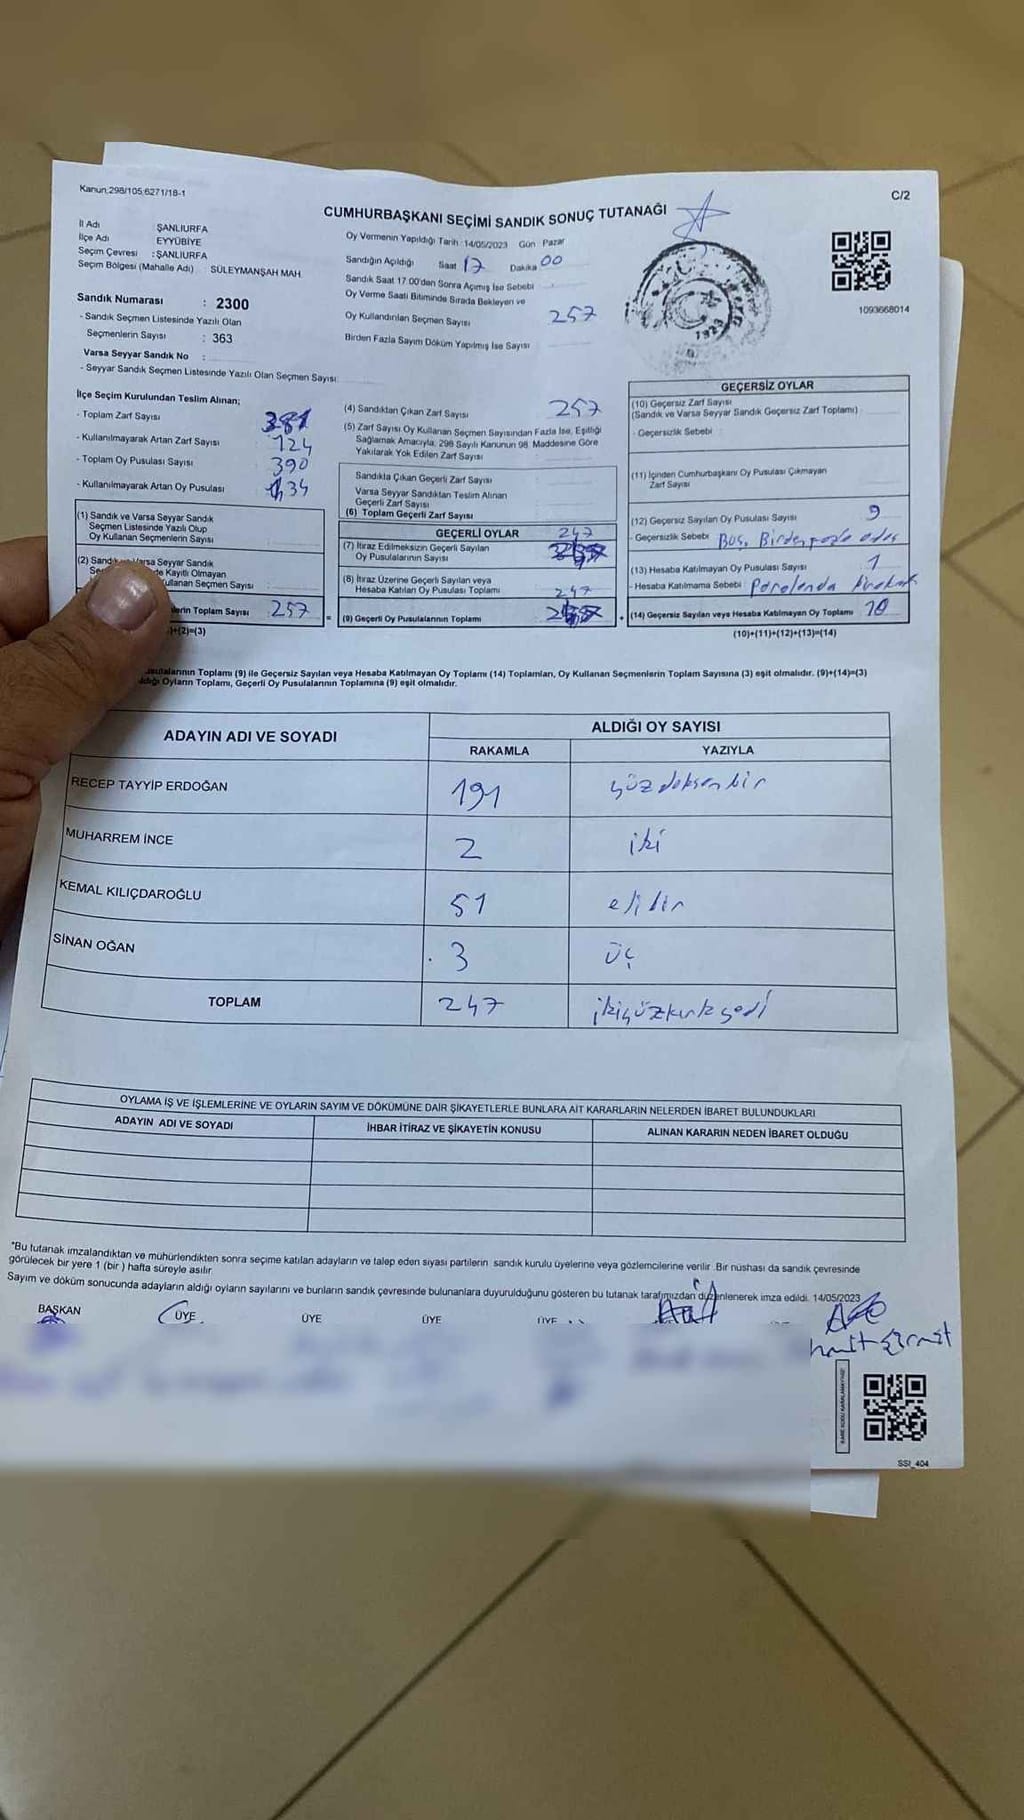 Kanun:298/105;6271/18-1
C/2
CUMHURBAŞKANI SEÇİMİ SANDIK SONUÇ TUTANAĞI
İl Adı ŞANLIURFA
İlçe Adı EYYÜBİYE
Seçim Çevresi : ŞANLIURFA
Seçim Bölgesi (Mahalle Adı) SÜLEYMANŞAH MAH.
Sandık Numarası : 2300
- Sandık Seçmen Listesinde Yazılı Olan
Seçmenlerin Sayısı : 363
Varsa Seyyar Sandık No :
- Seyyar Sandık Seçmen Listesinde Yazılı Olan Seçmen Sayısı:
Oy Vermenin Yapıldığı Tarih :14/05/2023 Gün Pazar
Sandığın Açıldığı Saat 17 Dakika 00
Sandık Saat 17.00'den Sonra Açımış İse Sebebi
Oy Verme Saati Bitiminde Sırada Bekleyen ve
Oy Kullandırılan Seçmen Sayısı 257
Birden Fazla Sayım Döküm Yapılmış İse Sayısı
1923
1093668014
İlçe Seçim Kurulundan Teslim Alınan;
- Toplam Zarf Sayısı 381
- Kullanılmayarak Artan Zarf Sayısı 124
- Toplam Oy Pusulası Sayısı 390
- Kullanılmayarak Artan Oy Pusulası 134
(1) Sandık ve Varsa Seyyar Sandık
Seçmen Listesinde Yazılı Olup
Oy Kullanan Seçmenlerin Sayısı
(2) Sandık ve Varsa Seyyar Sandık
de Kayıtlı Olmayan
ullanan Seçmen Sayısı
lerin Toplam Sayısı 257
)+(2)=(3)
(4) Sandıktan Çıkan Zarf Sayısı 257
(5) Zarf Sayısı Oy Kullanan Seçmen Sayısından Fazla İse, Eşitliği
Sağlamak Amacıyla, 298 Sayılı Kanunun 98. Maddesine Göre
Yakılarak Yok Edilen Zarf Sayısı
Sandıkta Çıkan Geçerli Zarf Sayısı
Varsa Seyyar Sandıktan Teslim Alınan
Geçerli Zarf Sayısı
(6) Toplam Geçerli Zarf Sayısı
GEÇERLİ OYLAR
247
(7) İtiraz Edilmeksizin Geçerli Sayılan
Oy Pusulalarının Sayısı
(8) İtiraz Üzerine Geçerli Sayılan veya
Hesaba Katılan Oy Pusulası Toplamı
247
(9) Geçerli Oy Pusulalarının Toplamı
GEÇERSİZ OYLAR
(10) Geçersiz Zarf Sayısı
(Sandık ve Varsa Seyyar Sandık Geçersiz Zarf Toplamı)
- Geçersizlik Sebebi
(11) İçinden Cumhurbaşkanı Oy Pusulası Çıkmayan
Zarf Sayısı
(12) Geçersiz Sayılan Oy Pusulası Sayısı 9
- Geçersizlik Sebebi Boş, Birden
(13) Hesaba Katılmayan Oy Pusulası Sayısı 1
- Hesaba Katılmama Sebebi
(14) Geçersiz Sayılan veya Hesaba Katılmayan Oy Toplamı 10
(10)+(11)+(12)+(13)=(14)
usulalarının Toplamı (9) ile Geçersiz Sayılan veya Hesaba Katılmayan Oy Toplamı (14) Toplamları, Oy Kullanan Seçmenlerin Toplam Sayısına (3) eşit olmalıdır. (9)+(14)=(3)
ldığı Oyların Toplamı, Geçerli Oy Pusulalarının Toplamına (9) eşit olmalıdır.
ADAYIN ADI VE SOYADI ALDIĞI OY SAYISI
RAKAMLA YAZIYLA
RECEP TAYYİP ERDOĞAN 191 yüzdoksanbir
MUHARREM İNCE 2 iki
KEMAL KILIÇDAROĞLU 51 ellibir
SİNAN OĞAN 3 üç
TOPLAM 247 ikiyüzkırkyedi
OYLAMA İŞ VE İŞLEMLERİNE VE OYLARIN SAYIM VE DÖKÜMÜNE DAİR ŞİKAYETLERLE BUNLARA AİT KARARLARIN NELERDEN İBARET BULUNDUKLARI
ADAYIN ADI VE SOYADI İHBAR İTİRAZ VE ŞİKAYETİN KONUSU ALINAN KARARIN NEDEN İBARET OLDUĞU
*Bu tutanak imzalandıktan ve mühürlendikten sonra seçime katılan adayların ve talep eden siyasi partilerin sandık kurulu üyelerine veya gözlemcilerine verilir. Bir nüshası da sandık çevresinde
görülecek bir yere 1 (bir ) hafta süreyle asılır.
Sayım ve döküm sonucunda adayların aldığı oyların sayılarını ve bunların sandık çevresinde bulunanlara duyurulduğunu gösteren bu tutanak tarafımızdan düzenlenerek imza edildi. 14/05/2023
BAŞKAN ÜYE ÜYE ÜYE ÜYE
SSI_404